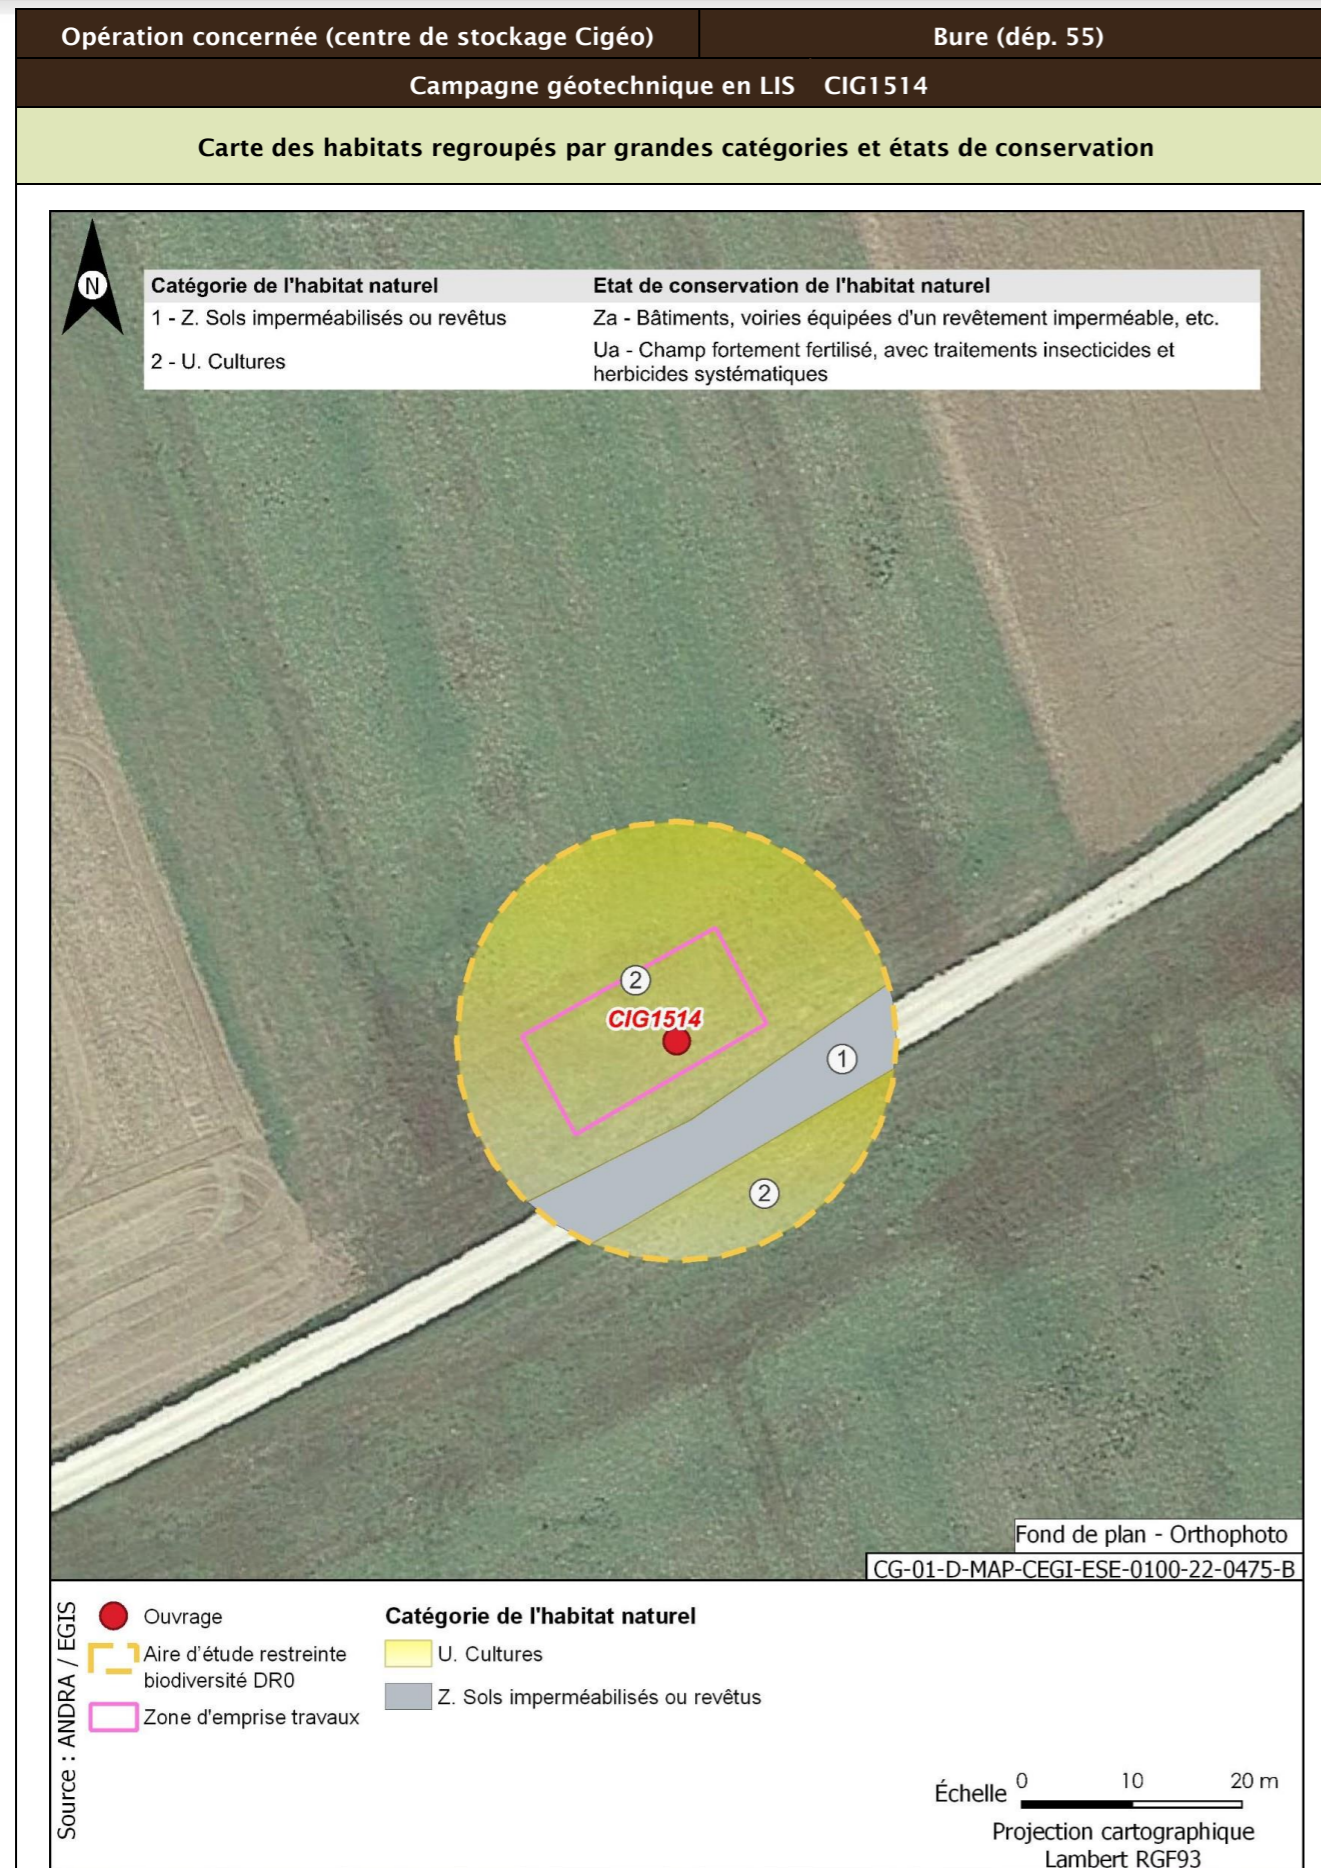 Opération concernée (centre de stockage Cigéo) Bure (dép. 55)
Campagne géotechnique en LIS CIG1514
Carte des habitats regroupés par grandes catégories et états de conservation
N
Catégorie de l'habitat naturel Etat de conservation de l'habitat naturel
1 - Z. Sols imperméabilisés ou revêtus Za - Bâtiments, voiries équipées d'un revêtement imperméable, etc.
2 - U. Cultures Ua - Champ fortement fertilisé, avec traitements insecticides et
herbicides systématiques
2
CIG1514
1
2
Fond de plan - Orthophoto
CG-01-D-MAP-CEGI-ESE-0100-22-0475-B
Source : ANDRA / EGIS
Ouvrage
Aire d'étude restreinte
biodiversité DR0
Zone d'emprise travaux
Catégorie de l'habitat naturel
U. Cultures
Z. Sols imperméabilisés ou revêtus
Échelle 0 10 20 m
Projection cartographique
Lambert RGF93